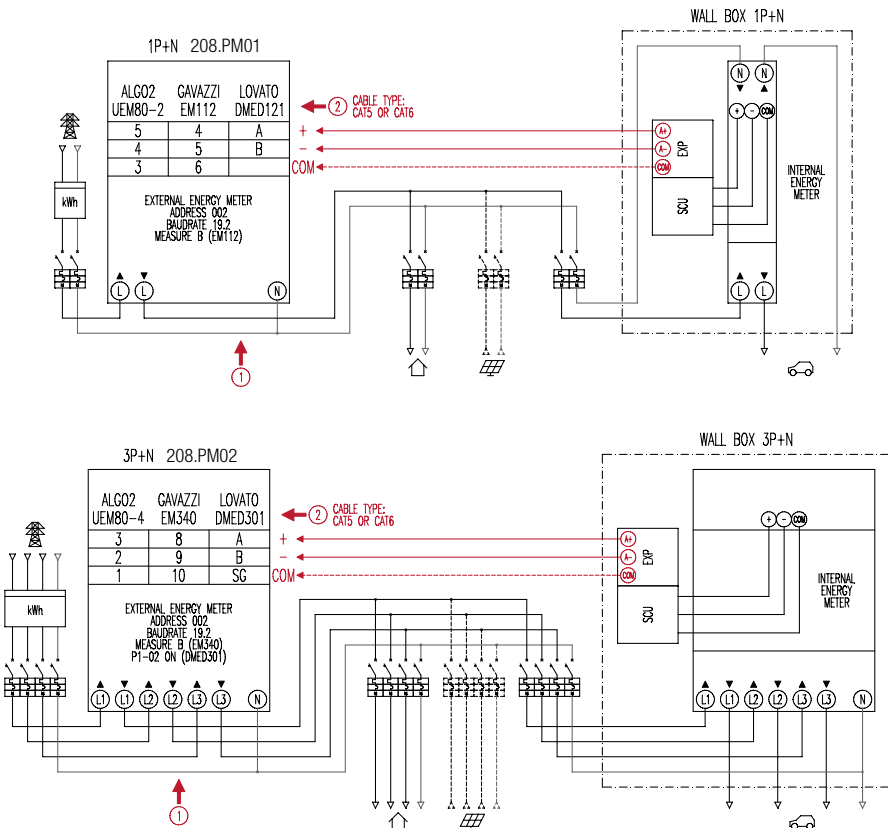 WALL BOX 1P+N
1P+N 208.PM01
ALGO2 GAVAZZI LOVATO
UEM80-2 EM112 DMED121
2 CABLE TYPE:
CAT5 OR CAT6
5 4 A +
4 5 B -
3 6 COM
A+
A-
COM
EXP
SCU
N N
+ - COM
INTERNAL
ENERGY
METER
kWh
EXTERNAL ENERGY METER
ADDRESS 002
BAUDRATE 19.2
MEASURE B (EM112)
L L N
L L
1
WALL BOX 3P+N
3P+N 208.PM02
ALGO2 GAVAZZI LOVATO
UEM80-4 EM340 DMED301
2 CABLE TYPE:
CAT5 OR CAT6
3 8 A +
2 9 B -
1 10 SG COM
A+
A-
COM
EXP
SCU
+ - COM
INTERNAL
ENERGY
METER
kWh
EXTERNAL ENERGY METER
ADDRESS 002
BAUDRATE 19.2
MEASURE B (EM340)
P1-02 ON (DMED301)
L1 L1 L2 L2 L3 L3 N
L1 L1 L2 L2 L3 L3 N
1